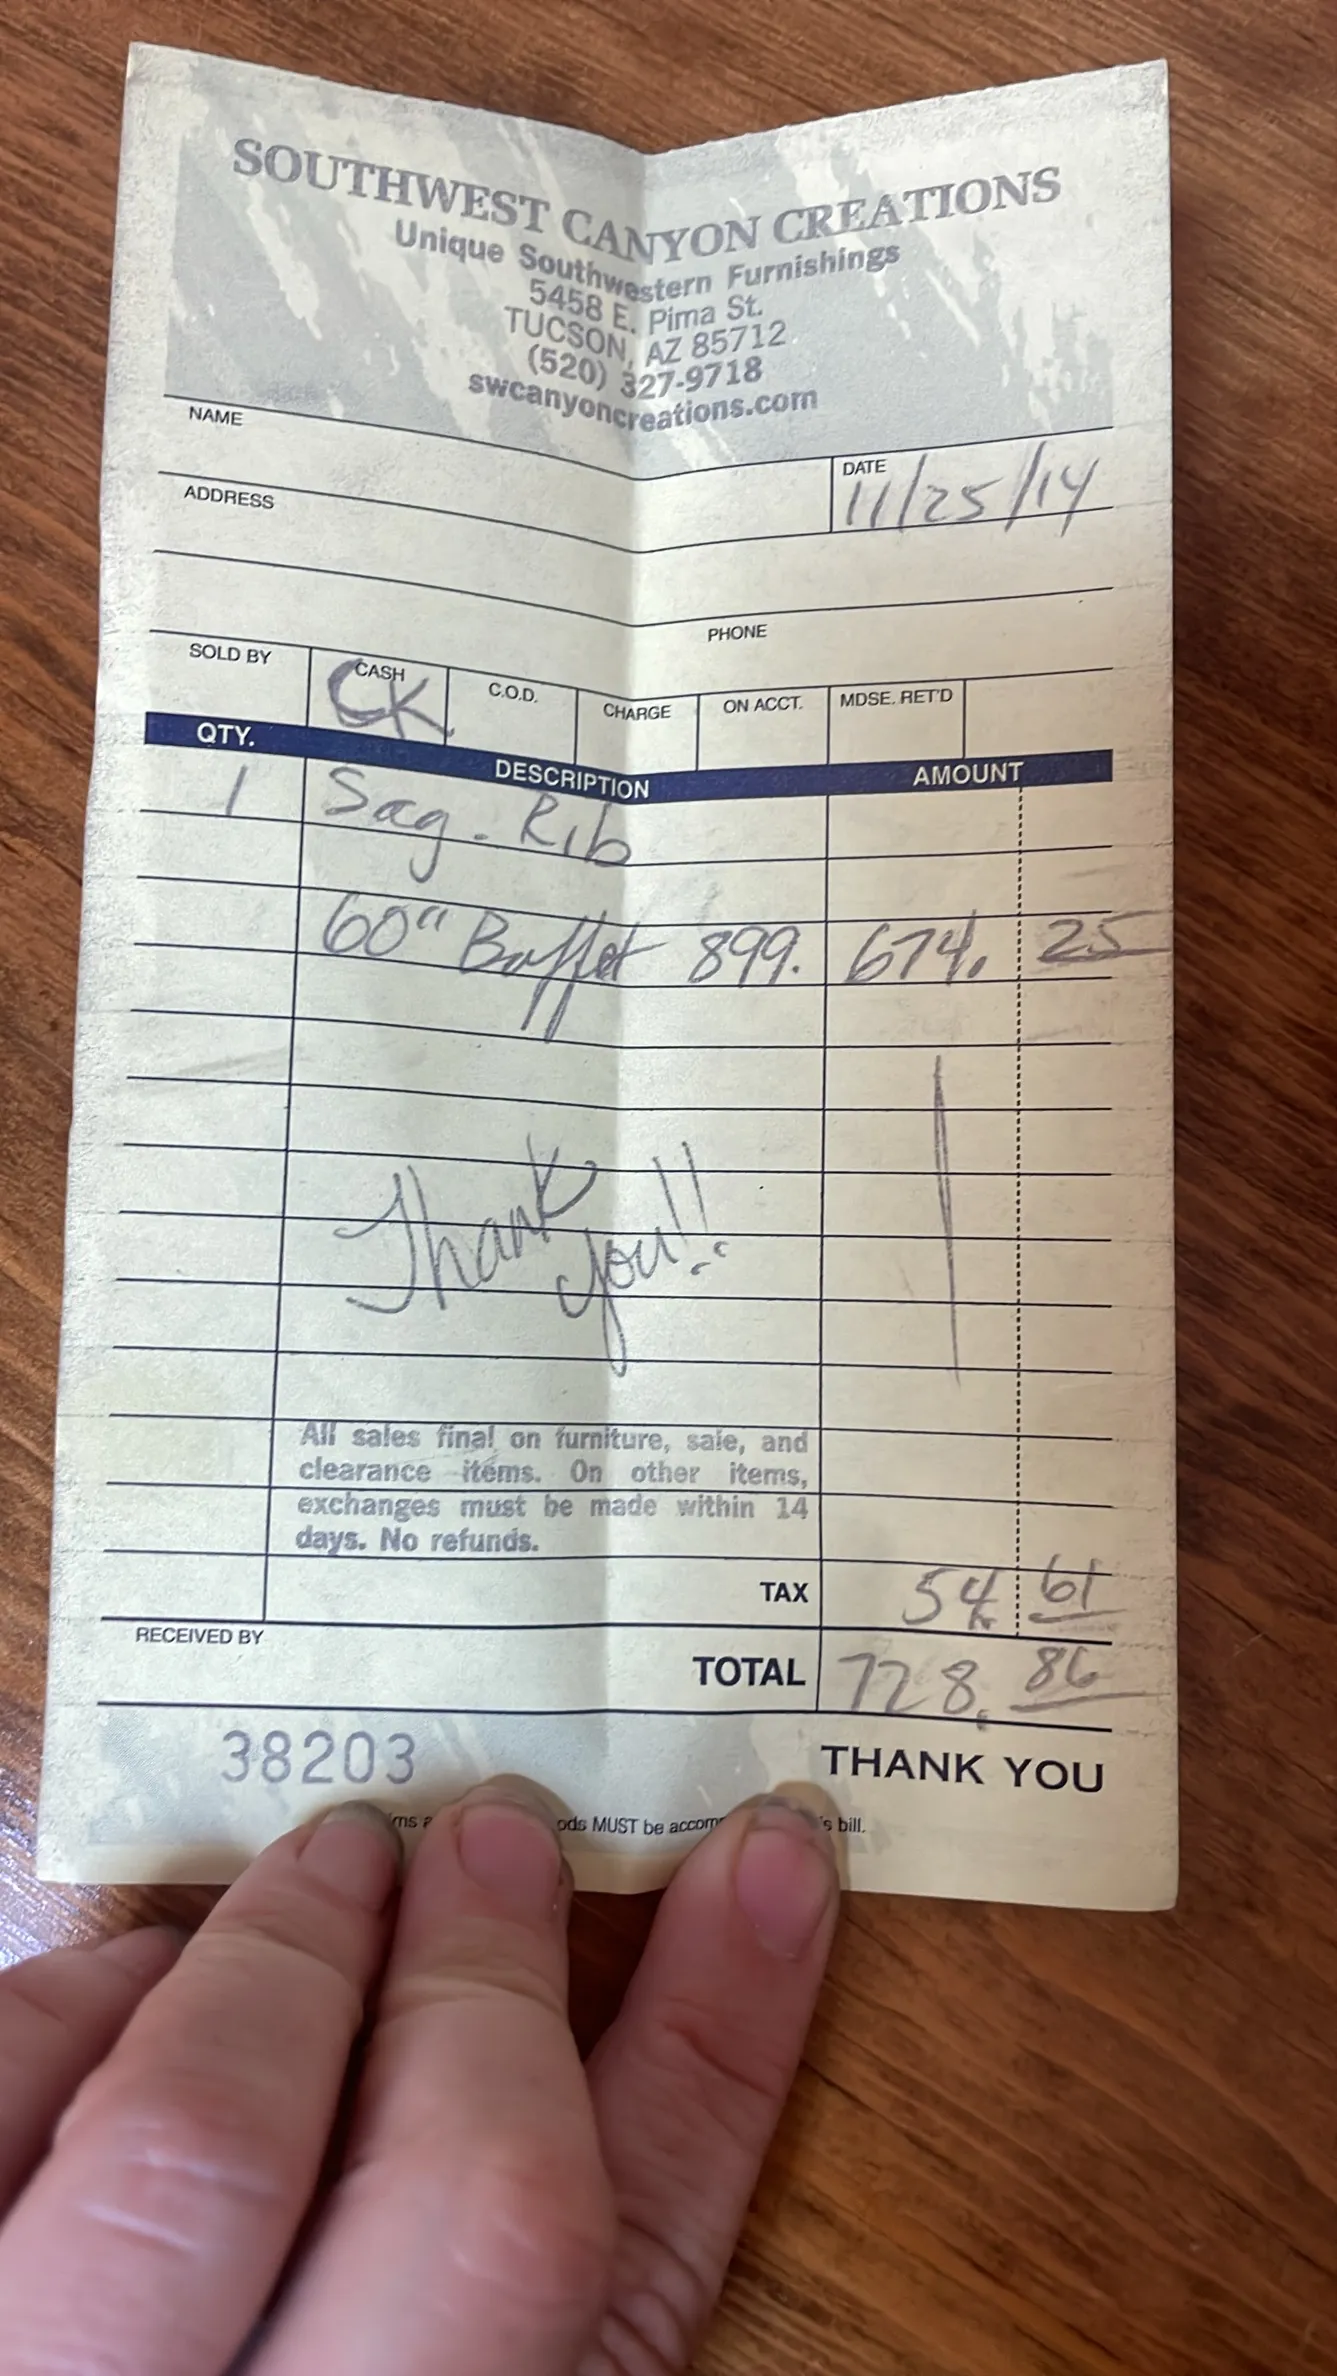 SOUTHWEST CANYON CREATIONS
Unique Southwestern Furnishings
5458 E. Pima St.
TUCSON, AZ 85712
(520) 327-9718
swcanyoncreations.com
NAME
DATE
11/25/14
ADDRESS
PHONE
SOLD BY CASH C.O.D. CHARGE ON ACCT. MDSE. RET'D
CK
QTY. DESCRIPTION AMOUNT
1 Sag. Rib
60" Buffet 899. 674. 25
Thank
you!!
All sales final on furniture, sale, and
clearance items. On other items,
exchanges must be made within 14
days. No refunds.
TAX 54 61
RECEIVED BY
TOTAL 728. 86
38203 THANK YOU
MUST be bill.